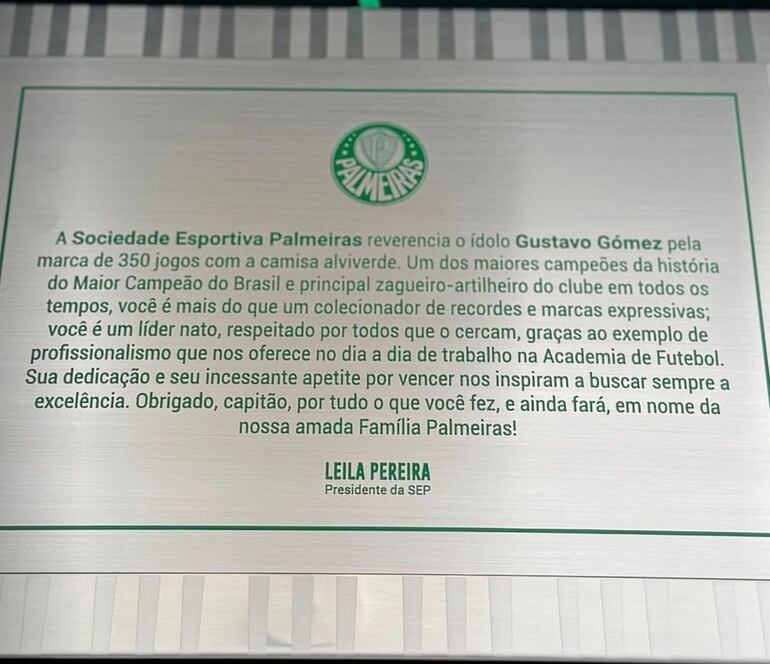 PALMEIRAS
A Sociedade Esportiva Palmeiras reverencia o ídolo Gustavo Gómez pela
marca de 350 jogos com a camisa alviverde. Um dos maiores campeões da história
do Maior Campeão do Brasil e principal zagueiro-artilheiro do clube em todos os
tempos, você é mais do que um colecionador de recordes e marcas expressivas;
você é um líder nato, respeitado por todos que o cercam, graças ao exemplo de
profissionalismo que nos oferece no dia a dia de trabalho na Academia de Futebol.
Sua dedicação e seu incessante apetite por vencer nos inspiram a buscar sempre a
excelência. Obrigado, capitão, por tudo o que você fez, e ainda fará, em nome da
nossa amada Família Palmeiras!
LEILA PEREIRA
Presidente da SEP